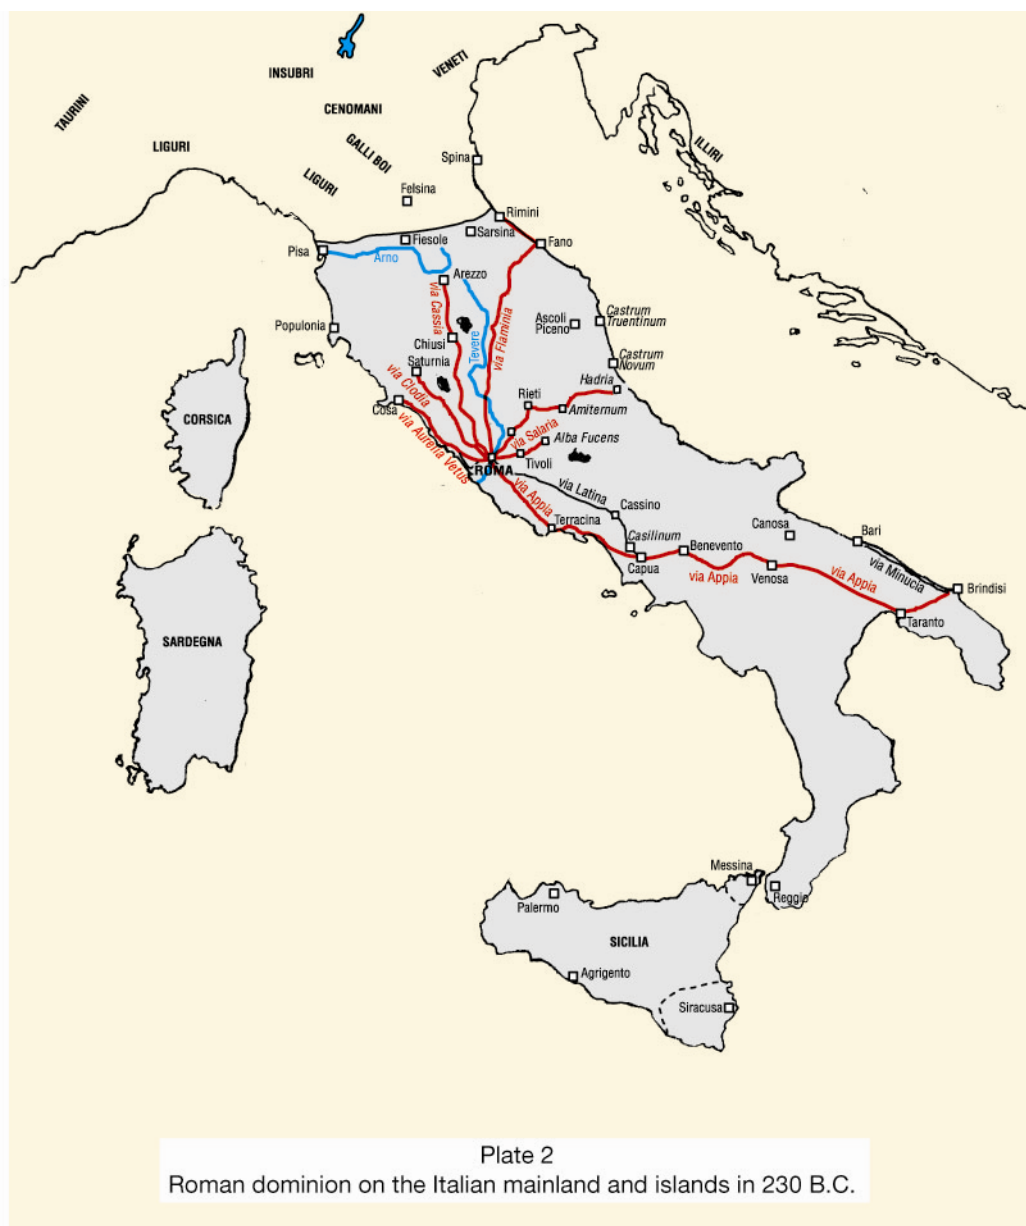 INSUBRI
VENETI
TAURINI
CENOMANI
LIGURI
GALLI BOI
ILLIRI
LIGURI
Spina
Felsina
Rimini
Fiesole
Sarsina
Pisa
Arno
Fano
Arezzo
via Cassia
via Flaminia
Tevere
Populonia
Ascoli
Piceno
Castrum
Truentinum
Chiusi
Saturnia
Castrum
Novum
via Clodia
Hadria
Rieti
Cosa
Amiternum
CORSICA
via Salaria
via Aurelia Vetus
Alba Fucens
Tivoli
ROMA
via Latina
via Appia
Cassino
Terracina
Casilinum
Canosa
Bari
Benevento
Capua
via Appia
Venosa
via Appia
via Minucia
Brindisi
Taranto
SARDEGNA
Messina
Reggio
Palermo
SICILIA
Agrigento
Siracusa
Plate 2
Roman dominion on the Italian mainland and islands in 230 B.C.